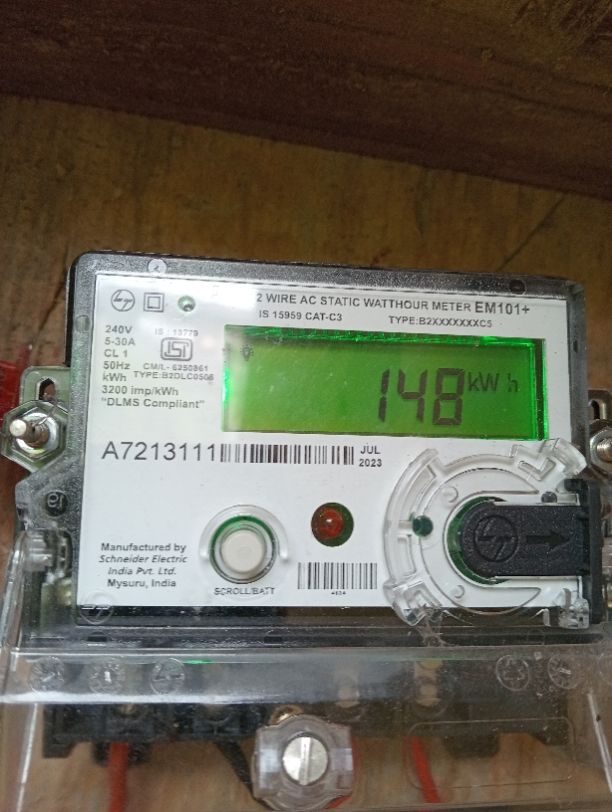 2 WIRE AC STATIC WATTHOUR METER EM101+
IS 15959 CAT-C3 TYPE:B2XXXXXXXC5
240V IS : 13779
5-30A
CL 1
50Hz CM/L - 6250861
kWh TYPE:B2DLC0505
3200 imp/kWh
"DLMS Compliant"
ISI
148 kW h
A7213111
JUL
2023
Manufactured by
Schneider Electric
India Pvt. Ltd.
Mysuru, India
SCROLL/BATT